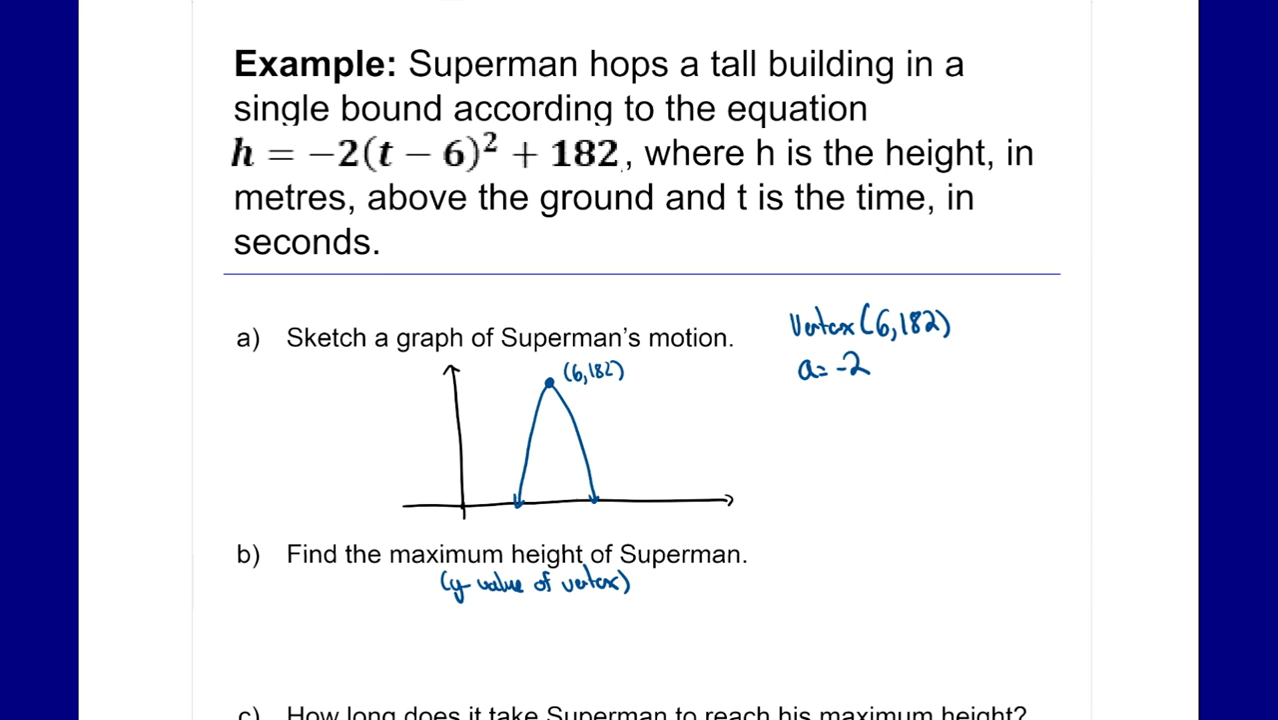 Example: Superman hops a tall building in a
single bound according to the equation
h = −2(t − 6)² + 182, where h is the height, in
metres, above the ground and t is the time, in
seconds.
a) Sketch a graph of Superman's motion.
Vertex (6,182)
a= -2
(6,182)
b) Find the maximum height of Superman.
(y value of vertex)
c) How long does it take Superman to reach his maximum height?